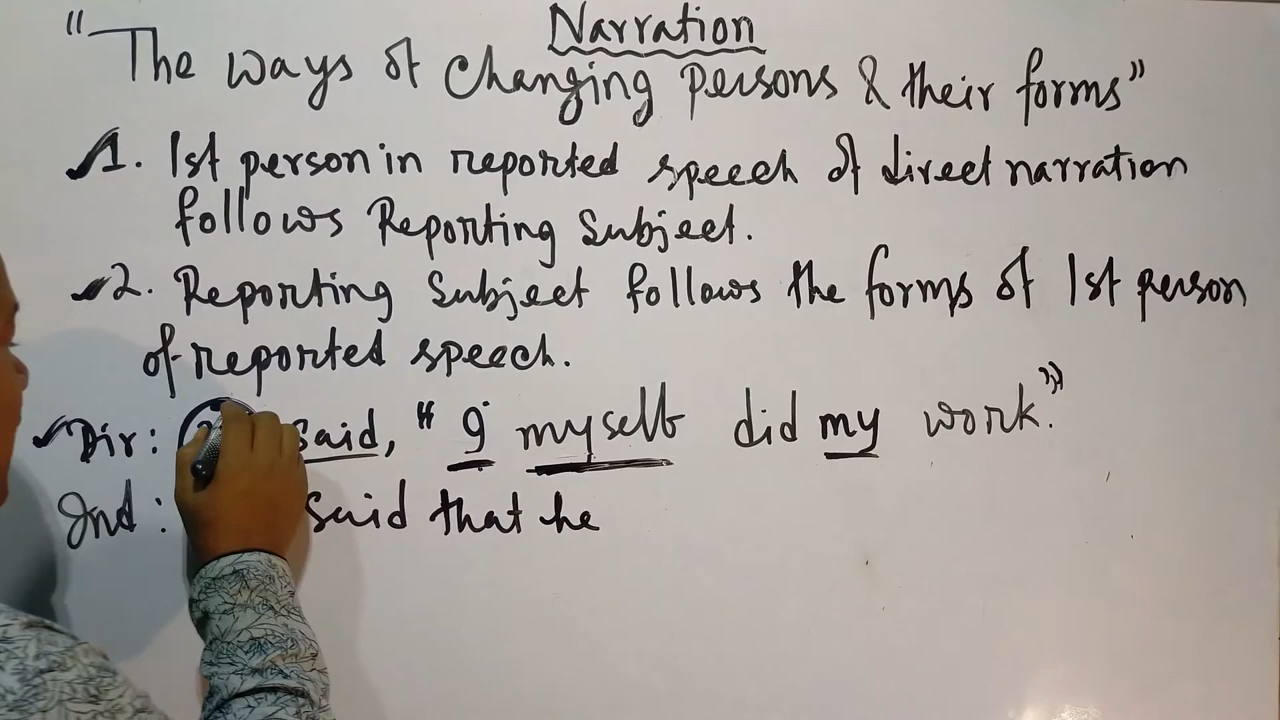 Narration
"The ways of changing persons & their forms"
1. 1st person in reported speech of direct narration
follows Reporting Subject.
2. Reporting Subject follows the forms of 1st person
of reported speech.
Dir: said, "I myself did my work."
Ind: said that he